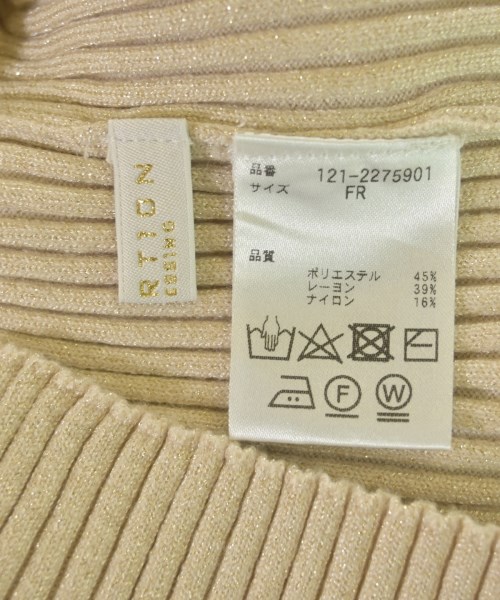 RTION
品番 121-2275901
サイズ FR
品質
ポリエステル 45%
レーヨン 39%
ナイロン 16%
F W